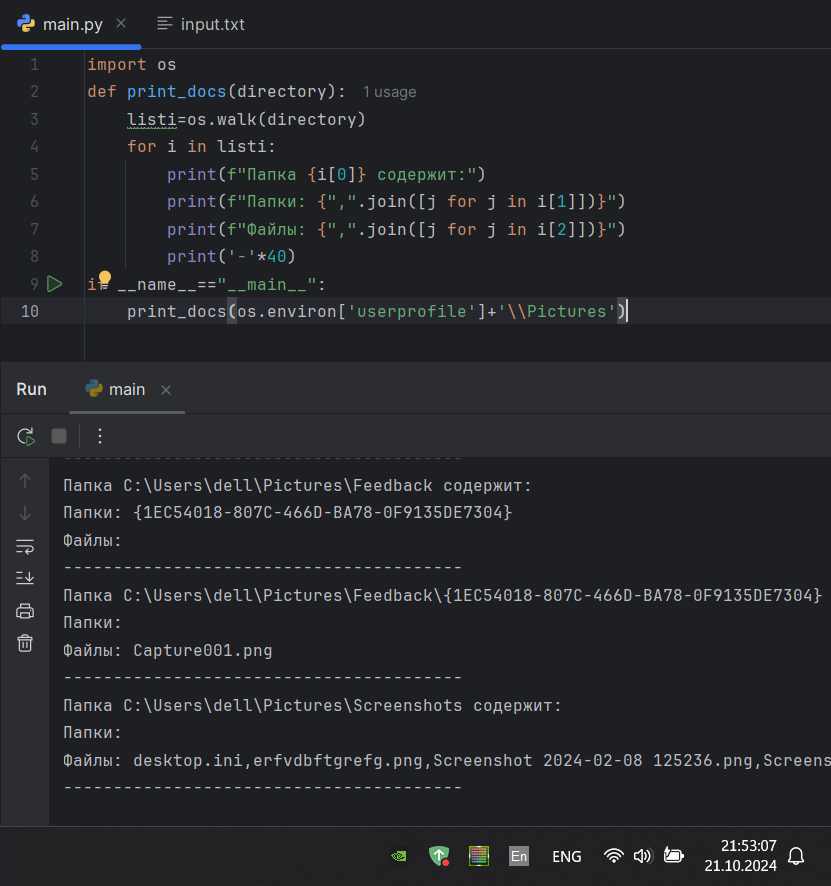 main.py
input.txt
1 import os
2 def print_docs(directory): 1 usage
3 listi=os.walk(directory)
4 for i in listi:
5 print(f"Папка {i[0]} содержит:")
6 print(f"Папки: {",".join([j for j in i[1]])}")
7 print(f"Файлы: {",".join([j for j in i[2]])}")
8 print('-'*40)
9 if __name__=="__main__":
10 print_docs(os.environ['userprofile']+'\\Pictures')
Run main
----------------------------------------
Папка C:\Users\dell\Pictures\Feedback содержит:
Папки: {1EC54018-807C-466D-BA78-0F9135DE7304}
Файлы:
----------------------------------------
Папка C:\Users\dell\Pictures\Feedback\{1EC54018-807C-466D-BA78-0F9135DE7304}
Папки:
Файлы: Capture001.png
----------------------------------------
Папка C:\Users\dell\Pictures\Screenshots содержит:
Папки:
Файлы: desktop.ini,erfvdbftgrefg.png,Screenshot 2024-02-08 125236.png,Screens
----------------------------------------
En ENG
21:53:07
21.10.2024